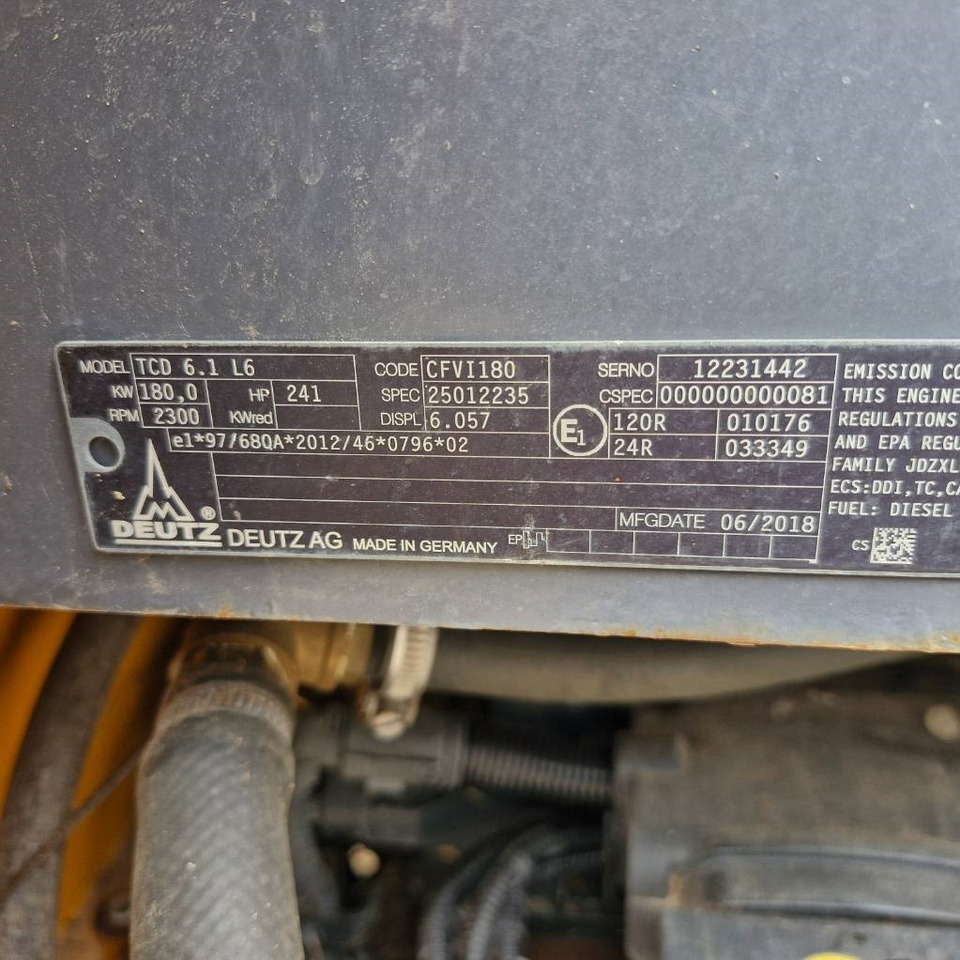 MODEL TCD 6.1 L6 CODE CFVI180 SERNO 12231442
KW 180,0 HP 241 SPEC 25012235 CSPEC 000000000081
RPM 2300 KWred DISPL 6.057 E1 120R 010176
e1*97/68QA*2012/46*0796*02 24R 033349
MFGDATE 06/2018
DEUTZ ® DEUTZ AG MADE IN GERMANY EP
EMISSION CO
THIS ENGINE
REGULATIONS
AND EPA REGU
FAMILY JDZXL
ECS:DDI,TC,CA
FUEL: DIESEL
CS